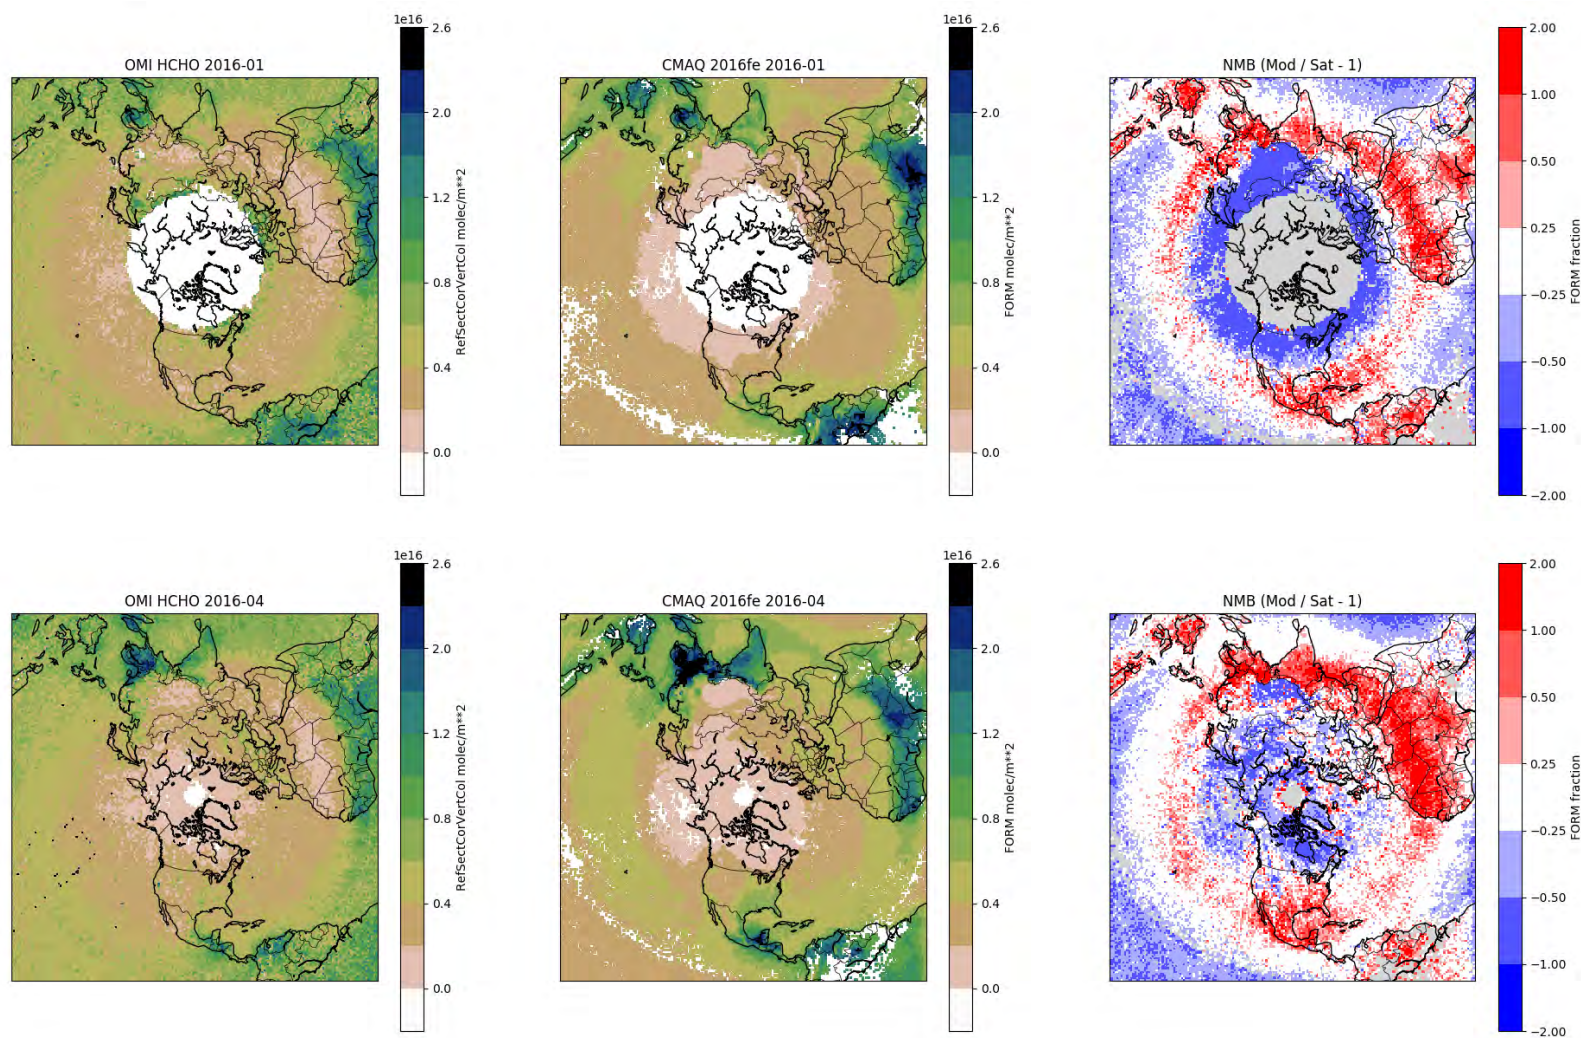 OMI HCHO 2016-01
1e16
2.6
2.0
1.2
0.8
0.4
0.0
RefSectCorVertCol molec/m**2
CMAQ 2016fe 2016-01
1e16
2.6
2.0
1.2
0.8
0.4
0.0
FORM molec/m**2
NMB (Mod / Sat - 1)
2.00
1.00
0.50
0.25
−0.25
−0.50
−1.00
−2.00
FORM fraction
OMI HCHO 2016-04
1e16
2.6
2.0
1.2
0.8
0.4
0.0
RefSectCorVertCol molec/m**2
CMAQ 2016fe 2016-04
1e16
2.6
2.0
1.2
0.8
0.4
0.0
FORM molec/m**2
NMB (Mod / Sat - 1)
2.00
1.00
0.50
0.25
−0.25
−0.50
−1.00
−2.00
FORM fraction